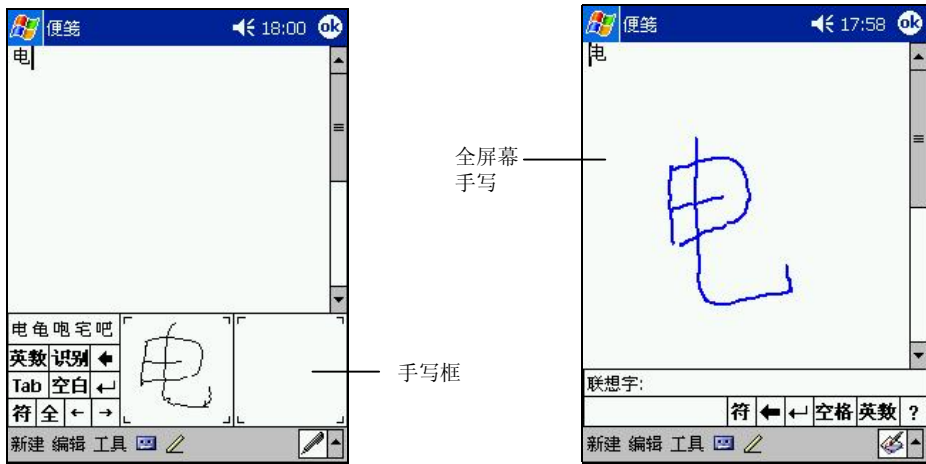 便笺 18:00 ok
电
电龟咆宅吧
英数 识别
Tab 空白
符 全 ← →
电
新建 编辑 工具
手写框
便笺 17:58 ok
电
全屏幕
手写
电
联想字:
符 空格 英数 ?
新建 编辑 工具